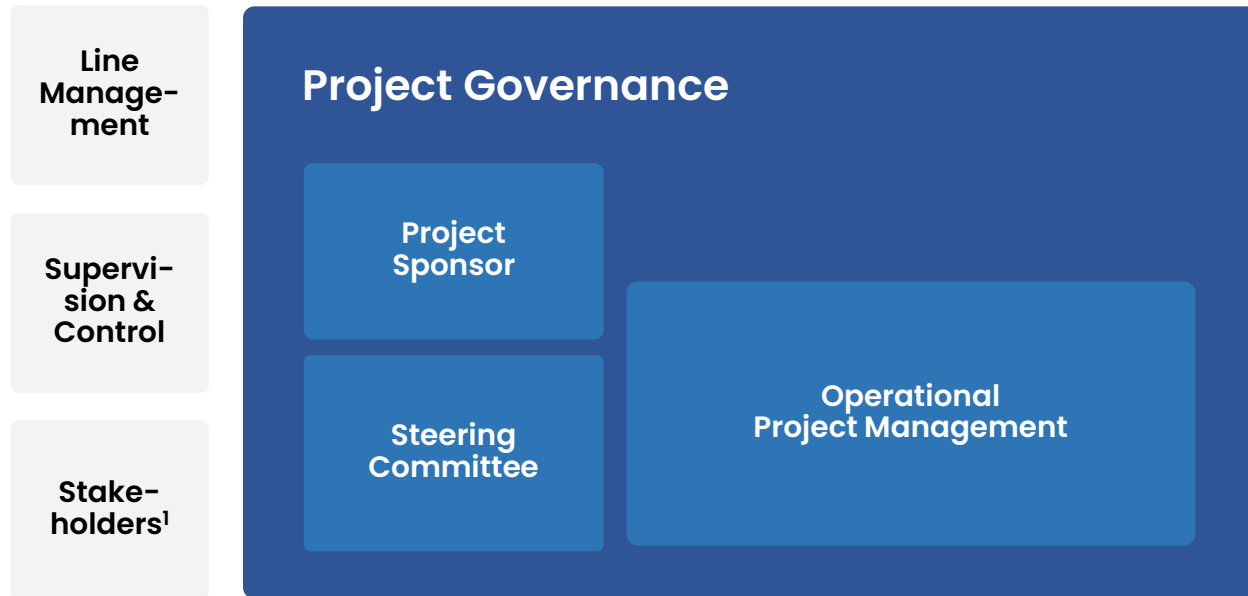 Line
Manage-
ment
Supervi-
sion &
Control
Stake-
holders¹
Project Governance
Project
Sponsor
Steering
Committee
Operational
Project Management